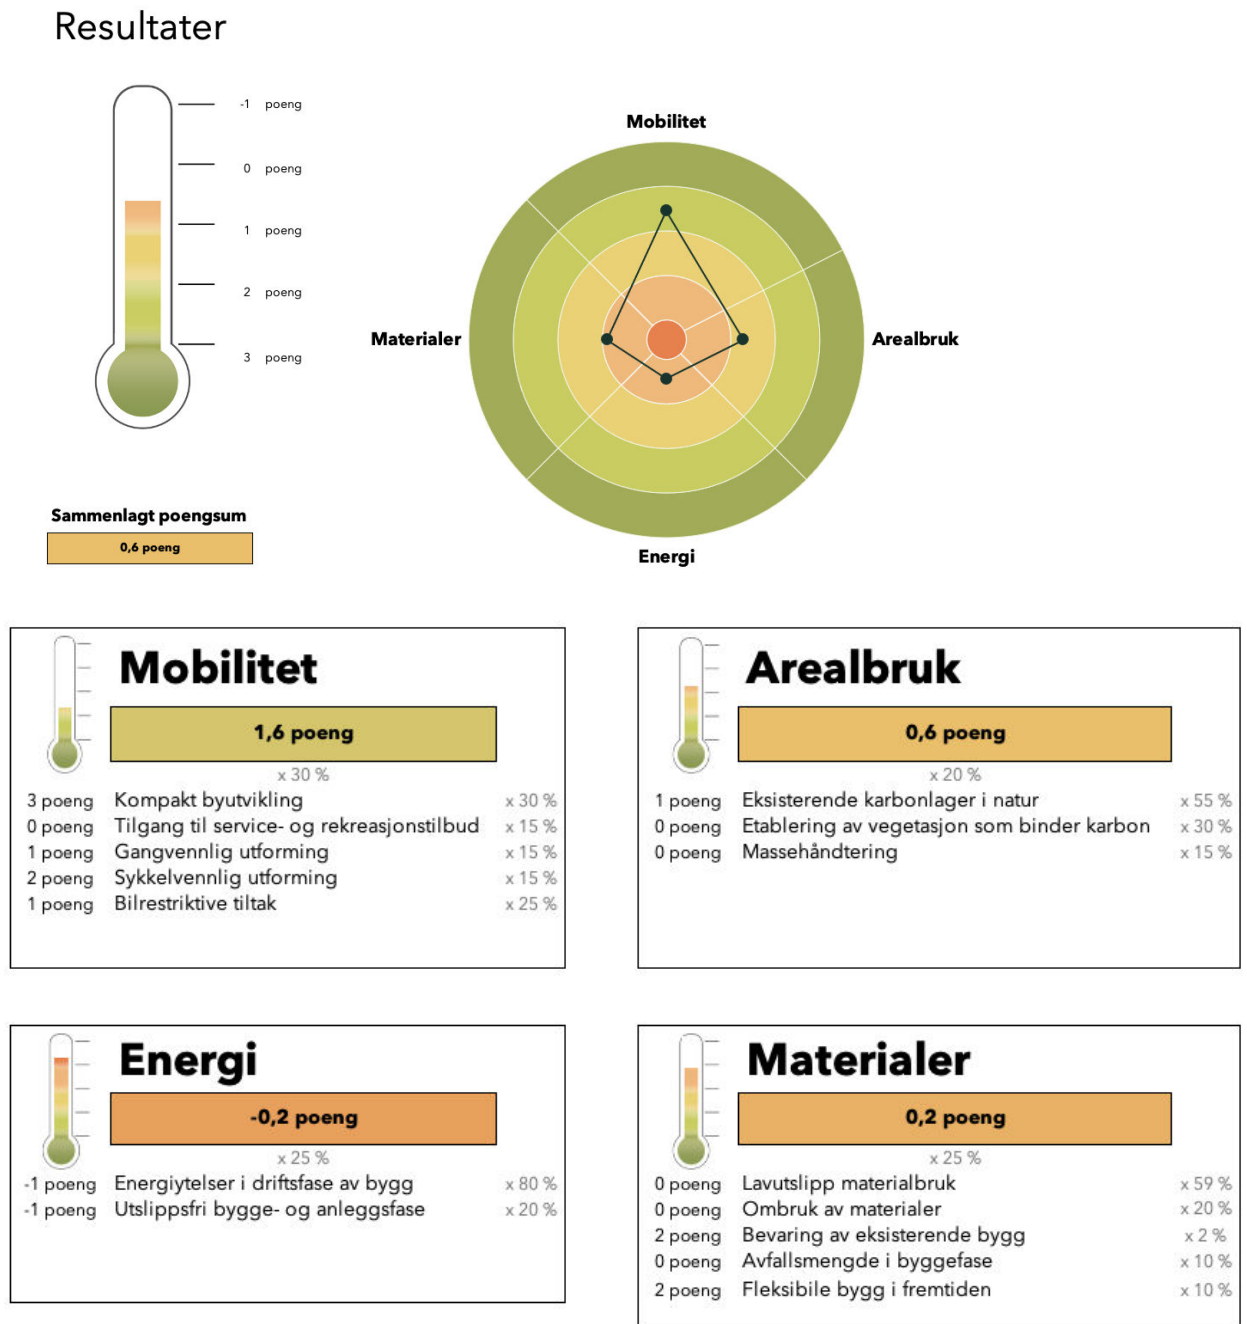 Resultater
-1 poeng
0 poeng
1 poeng
2 poeng
3 poeng
Sammenlagt poengsum
0,6 poeng
Mobilitet
Materialer
Arealbruk
Energi
Mobilitet
1,6 poeng
x 30 %
3 poeng Kompakt byutvikling x 30 %
0 poeng Tilgang til service- og rekreasjonstilbud x 15 %
1 poeng Gangvennlig utforming x 15 %
2 poeng Sykkelvennlig utforming x 15 %
1 poeng Bilrestriktive tiltak x 25 %
Arealbruk
0,6 poeng
x 20 %
1 poeng Eksisterende karbonlager i natur x 55 %
0 poeng Etablering av vegetasjon som binder karbon x 30 %
0 poeng Massehåndtering x 15 %
Energi
-0,2 poeng
x 25 %
-1 poeng Energiytelser i driftsfase av bygg x 80 %
-1 poeng Utslippsfri bygge- og anleggsfase x 20 %
Materialer
0,2 poeng
x 25 %
0 poeng Lavutslipp materialbruk x 59 %
0 poeng Ombruk av materialer x 20 %
2 poeng Bevaring av eksisterende bygg x 2 %
0 poeng Avfallsmengde i byggefase x 10 %
2 poeng Fleksibile bygg i fremtiden x 10 %